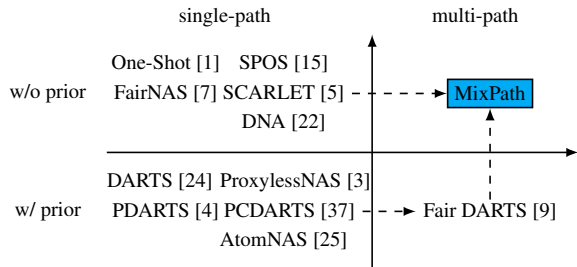 single-path multi-path
One-Shot [1] SPOS [15]
w/o prior FairNAS [7] SCARLET [5] MixPath
DNA [22]
DARTS [24] ProxylessNAS [3]
w/ prior PDARTS [4] PCDARTS [37] Fair DARTS [9]
AtomNAS [25]